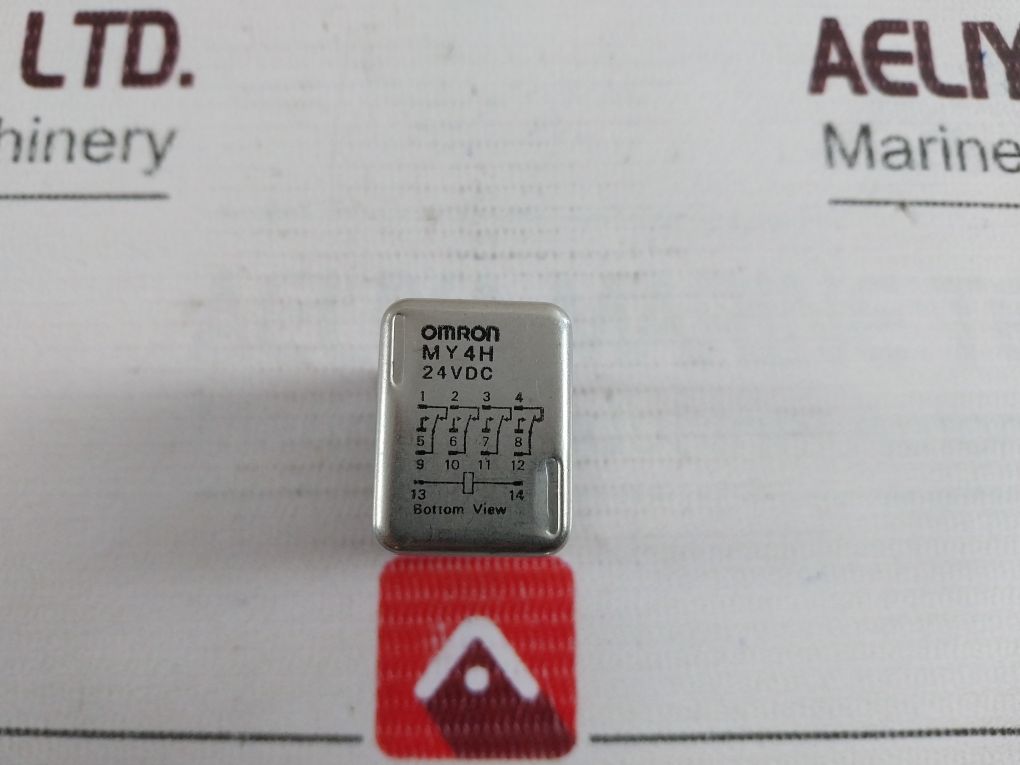 LTD.
hinery
AELIY
Marine
OMRON
MY4H
24VDC
1 2 3 4
5 6 7 8
9 10 11 12
13 14
Bottom View